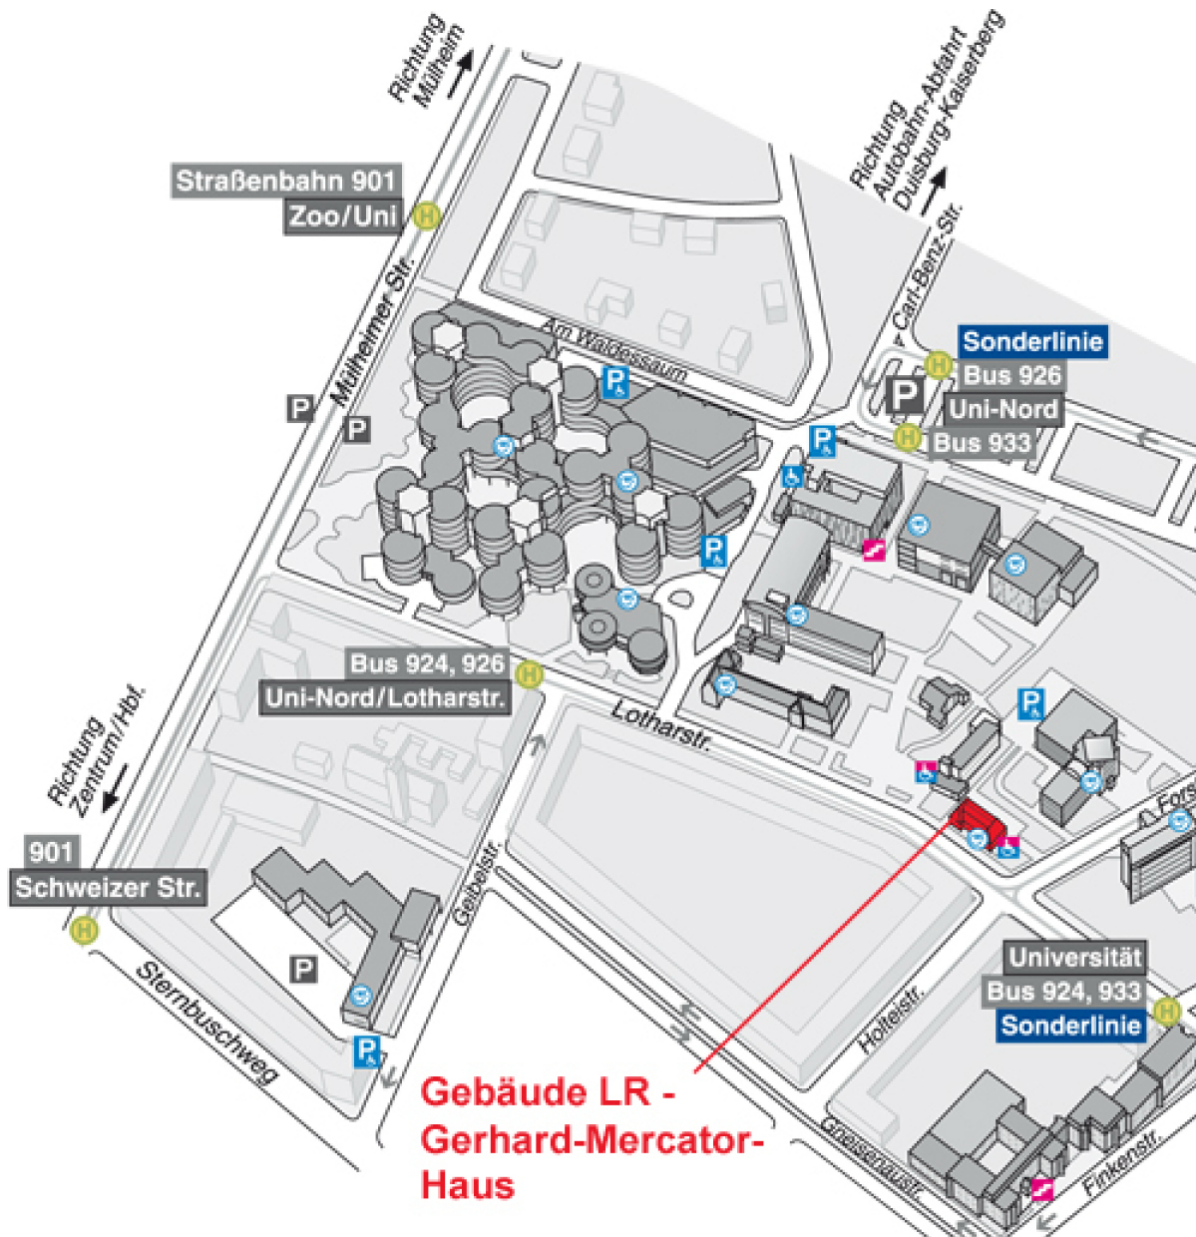 Richtung
Mülheim
Richtung
Autobahn-Abfahrt
Duisburg-Kaiserberg
Straßenbahn 901
Zoo/Uni
H
Mülheimer Str.
Carl-Benz-Str.
Am Waldessaum
Sonderlinie
H
Bus 926
Uni-Nord
H
Bus 933
P
P
P
P
P
P
Bus 924, 926
H
Uni-Nord/Lotharstr.
Lotharstr.
P
Richtung
Zentrum/Hbf.
901
Schweizer Str.
H
Geibelstr.
P
P
Sternbuschweg
Fors
Universität
Bus 924, 933
H
Sonderlinie
Holteistr.
Gneisenaustr.
Finkenstr.
Gebäude LR -
Gerhard-Mercator-
Haus